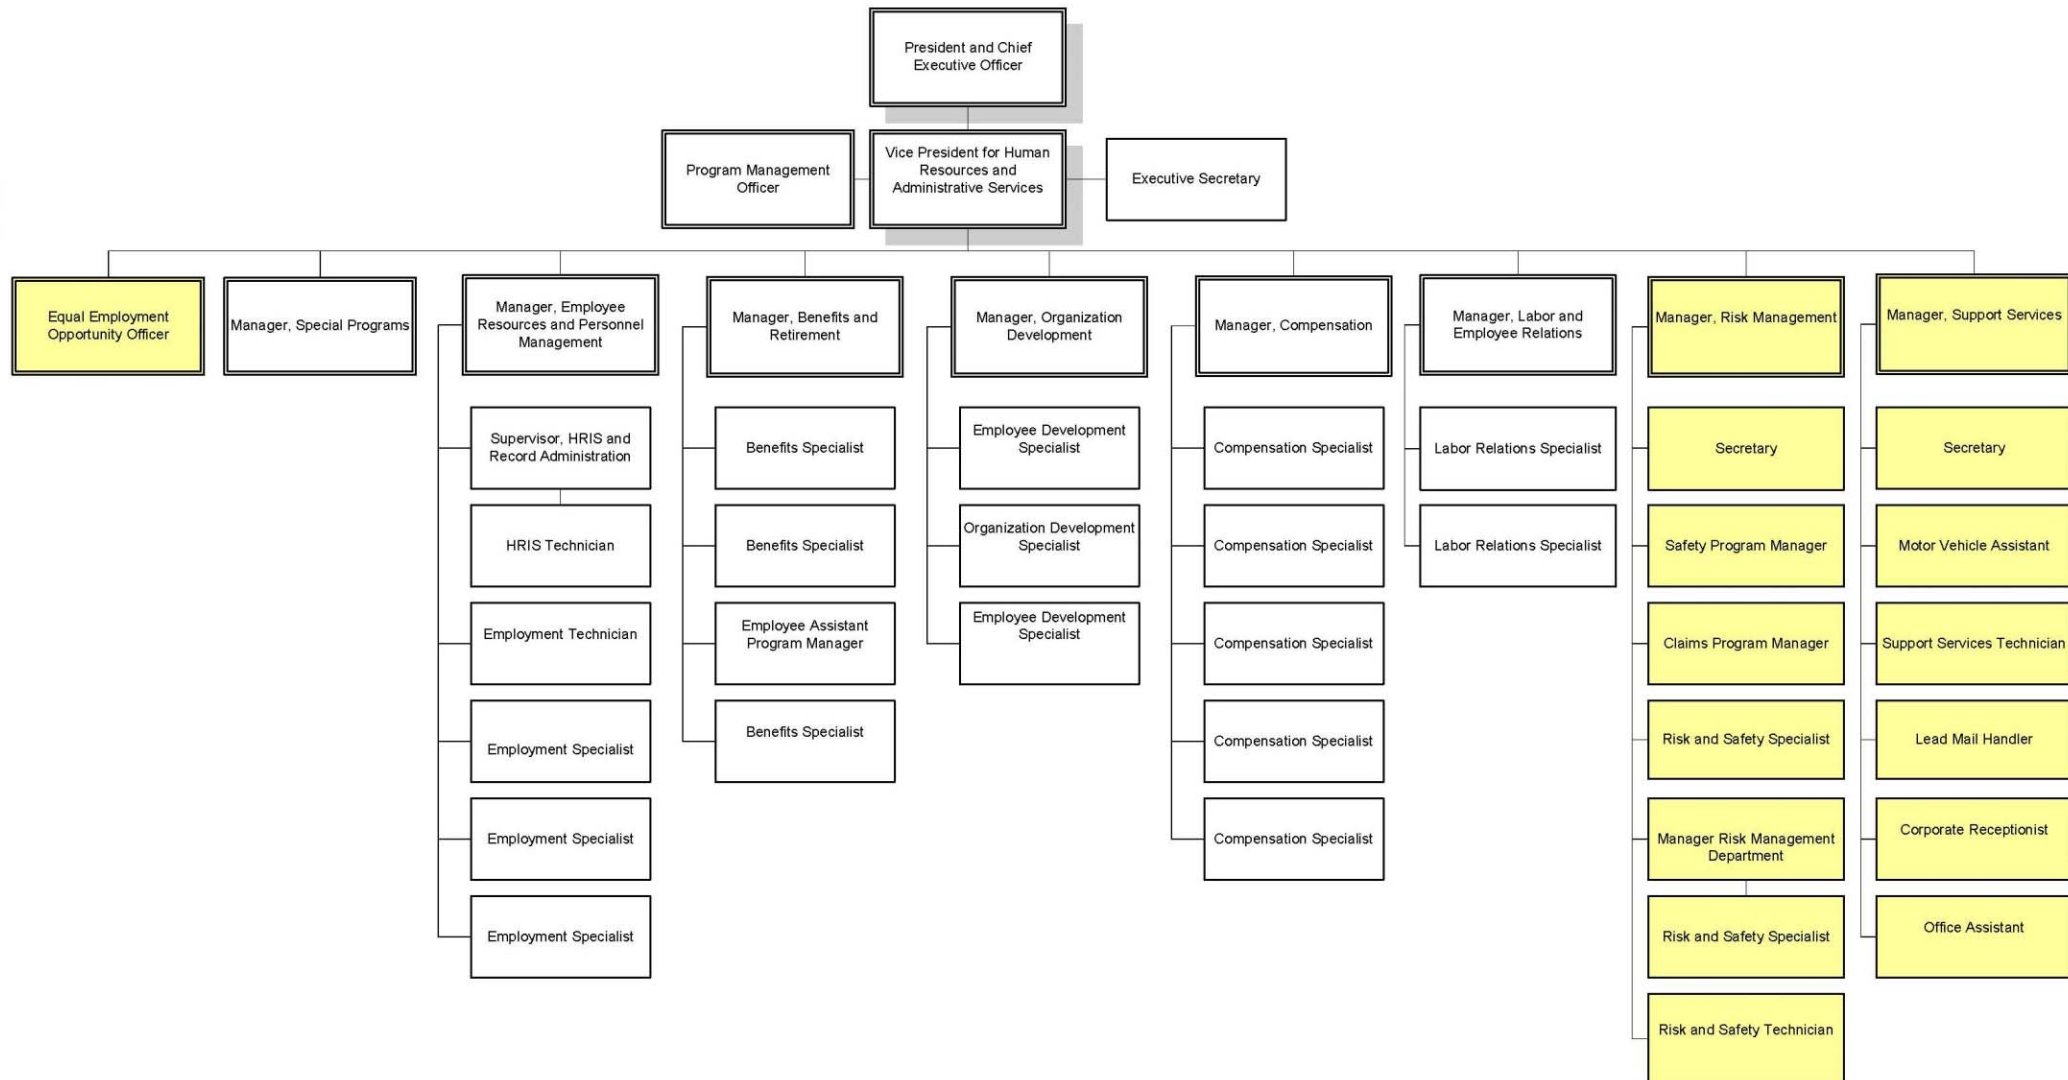 President and Chief
Executive Officer
Program Management
Officer
Vice President for Human
Resources and
Administrative Services
Executive Secretary
Equal Employment
Opportunity Officer
Manager, Special Programs
Manager, Employee
Resources and Personnel
Management
Manager, Benefits and
Retirement
Manager, Organization
Development
Manager, Compensation
Manager, Labor and
Employee Relations
Manager, Risk Management
Manager, Support Services
Supervisor, HRIS and
Record Administration
Benefits Specialist
Employee Development
Specialist
Compensation Specialist
Labor Relations Specialist
Secretary
Secretary
HRIS Technician
Benefits Specialist
Organization Development
Specialist
Compensation Specialist
Labor Relations Specialist
Safety Program Manager
Motor Vehicle Assistant
Employment Technician
Employee Assistant
Program Manager
Employee Development
Specialist
Compensation Specialist
Claims Program Manager
Support Services Technician
Employment Specialist
Benefits Specialist
Compensation Specialist
Risk and Safety Specialist
Lead Mail Handler
Employment Specialist
Compensation Specialist
Manager Risk Management
Department
Corporate Receptionist
Employment Specialist
Risk and Safety Specialist
Office Assistant
Risk and Safety Technician